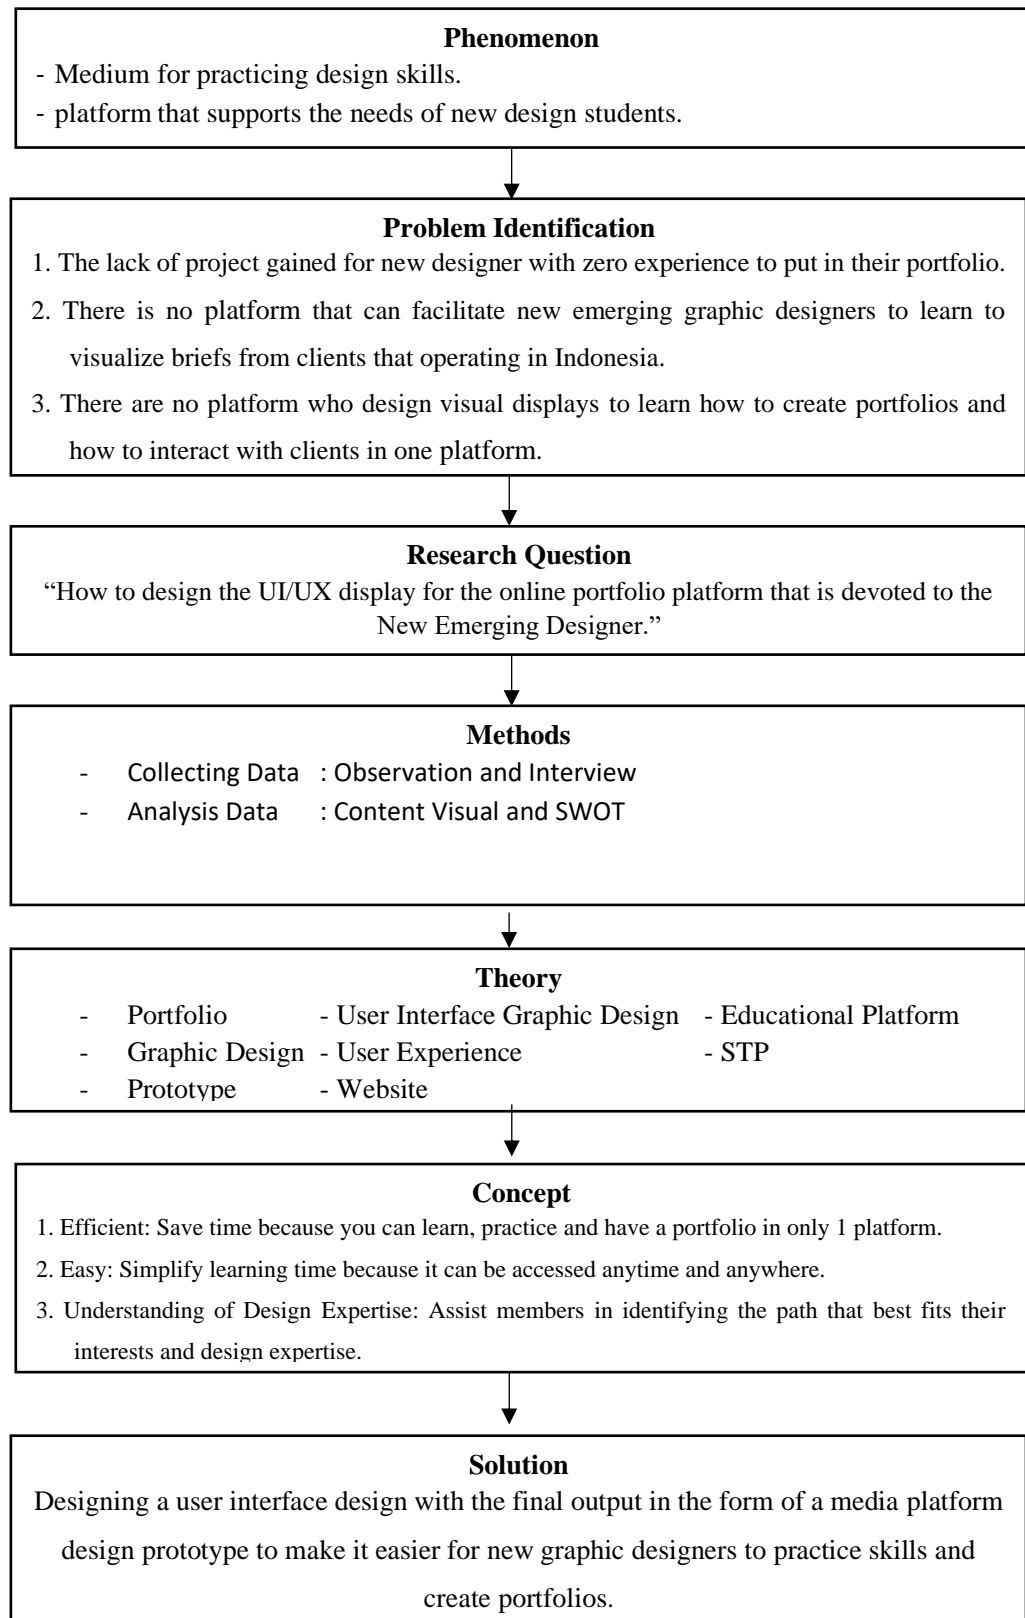 Phenomenon
- Medium for practicing design skills.
- platform that supports the needs of new design students.
Problem Identification
1. The lack of project gained for new designer with zero experience to put in their portfolio.
2. There is no platform that can facilitate new emerging graphic designers to learn to
visualize briefs from clients that operating in Indonesia.
3. There are no platform who design visual displays to learn how to create portfolios and
how to interact with clients in one platform.
Research Question
“How to design the UI/UX display for the online portfolio platform that is devoted to the
New Emerging Designer.”
Methods
- Collecting Data : Observation and Interview
- Analysis Data : Content Visual and SWOT
Theory
- Portfolio - User Interface Graphic Design - Educational Platform
- Graphic Design - User Experience - STP
- Prototype - Website
Concept
1. Efficient: Save time because you can learn, practice and have a portfolio in only 1 platform.
2. Easy: Simplify learning time because it can be accessed anytime and anywhere.
3. Understanding of Design Expertise: Assist members in identifying the path that best fits their
interests and design expertise.
Solution
Designing a user interface design with the final output in the form of a media platform
design prototype to make it easier for new graphic designers to practice skills and
create portfolios.